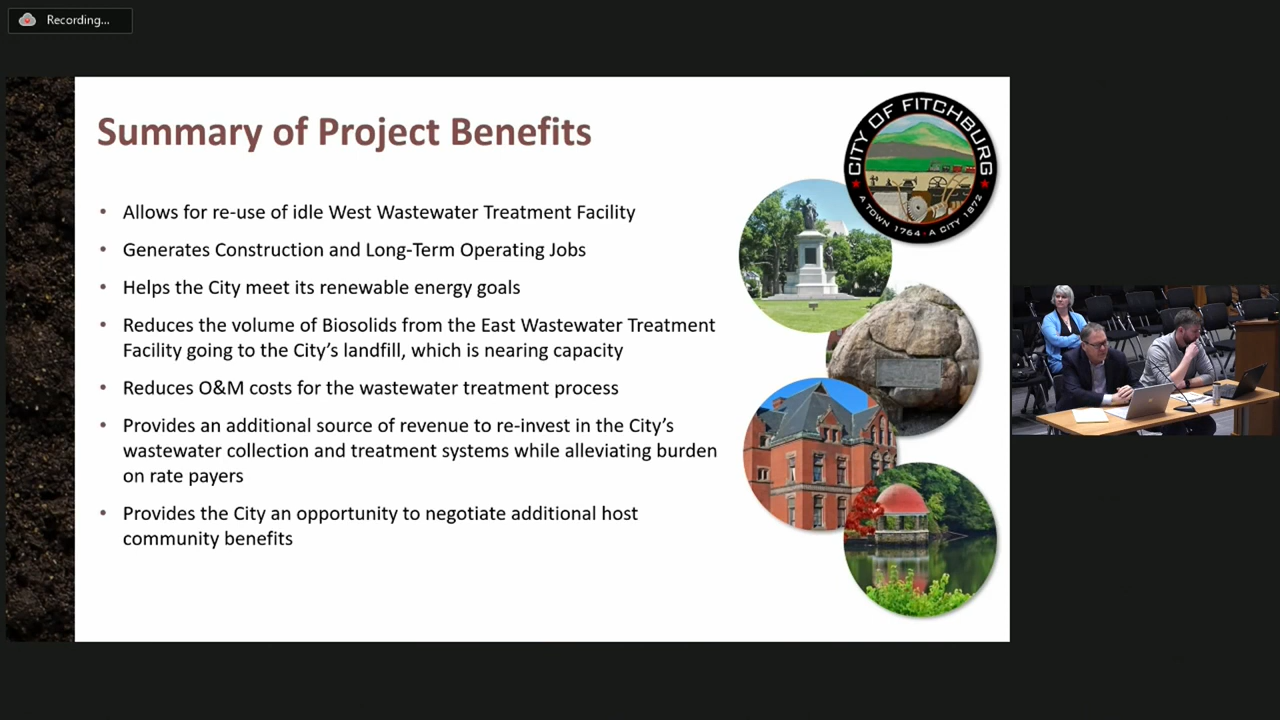 Recording...
Summary of Project Benefits
CITY OF FITCHBURG
A TOWN 1764 • A CITY 1872
• Allows for re-use of idle West Wastewater Treatment Facility
• Generates Construction and Long-Term Operating Jobs
• Helps the City meet its renewable energy goals
• Reduces the volume of Biosolids from the East Wastewater Treatment
Facility going to the City’s landfill, which is nearing capacity
• Reduces O&M costs for the wastewater treatment process
• Provides an additional source of revenue to re-invest in the City’s
wastewater collection and treatment systems while alleviating burden
on rate payers
• Provides the City an opportunity to negotiate additional host
community benefits